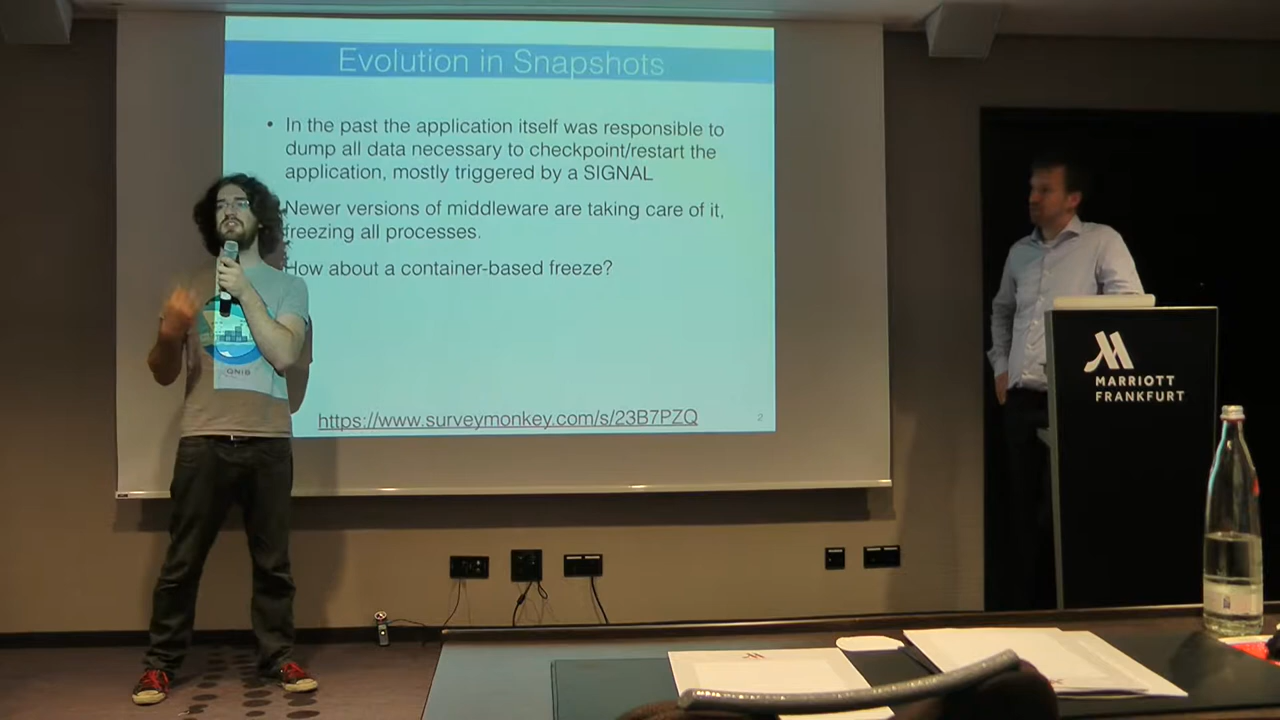 Evolution in Snapshots
• In the past the application itself was responsible to
dump all data necessary to checkpoint/restart the
application, mostly triggered by a SIGNAL
Newer versions of middleware are taking care of it,
freezing all processes.
How about a container-based freeze?
https://www.surveymonkey.com/s/23B7PZQ
2
QNIB
MARRIOTT
FRANKFURT